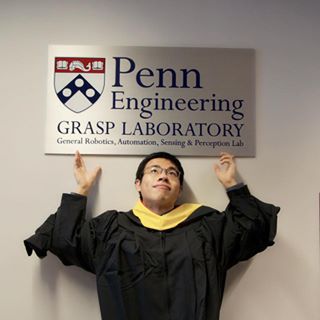 Penn
Engineering
GRASP LABORATORY
General Robotics, Automation, Sensing & Perception Lab